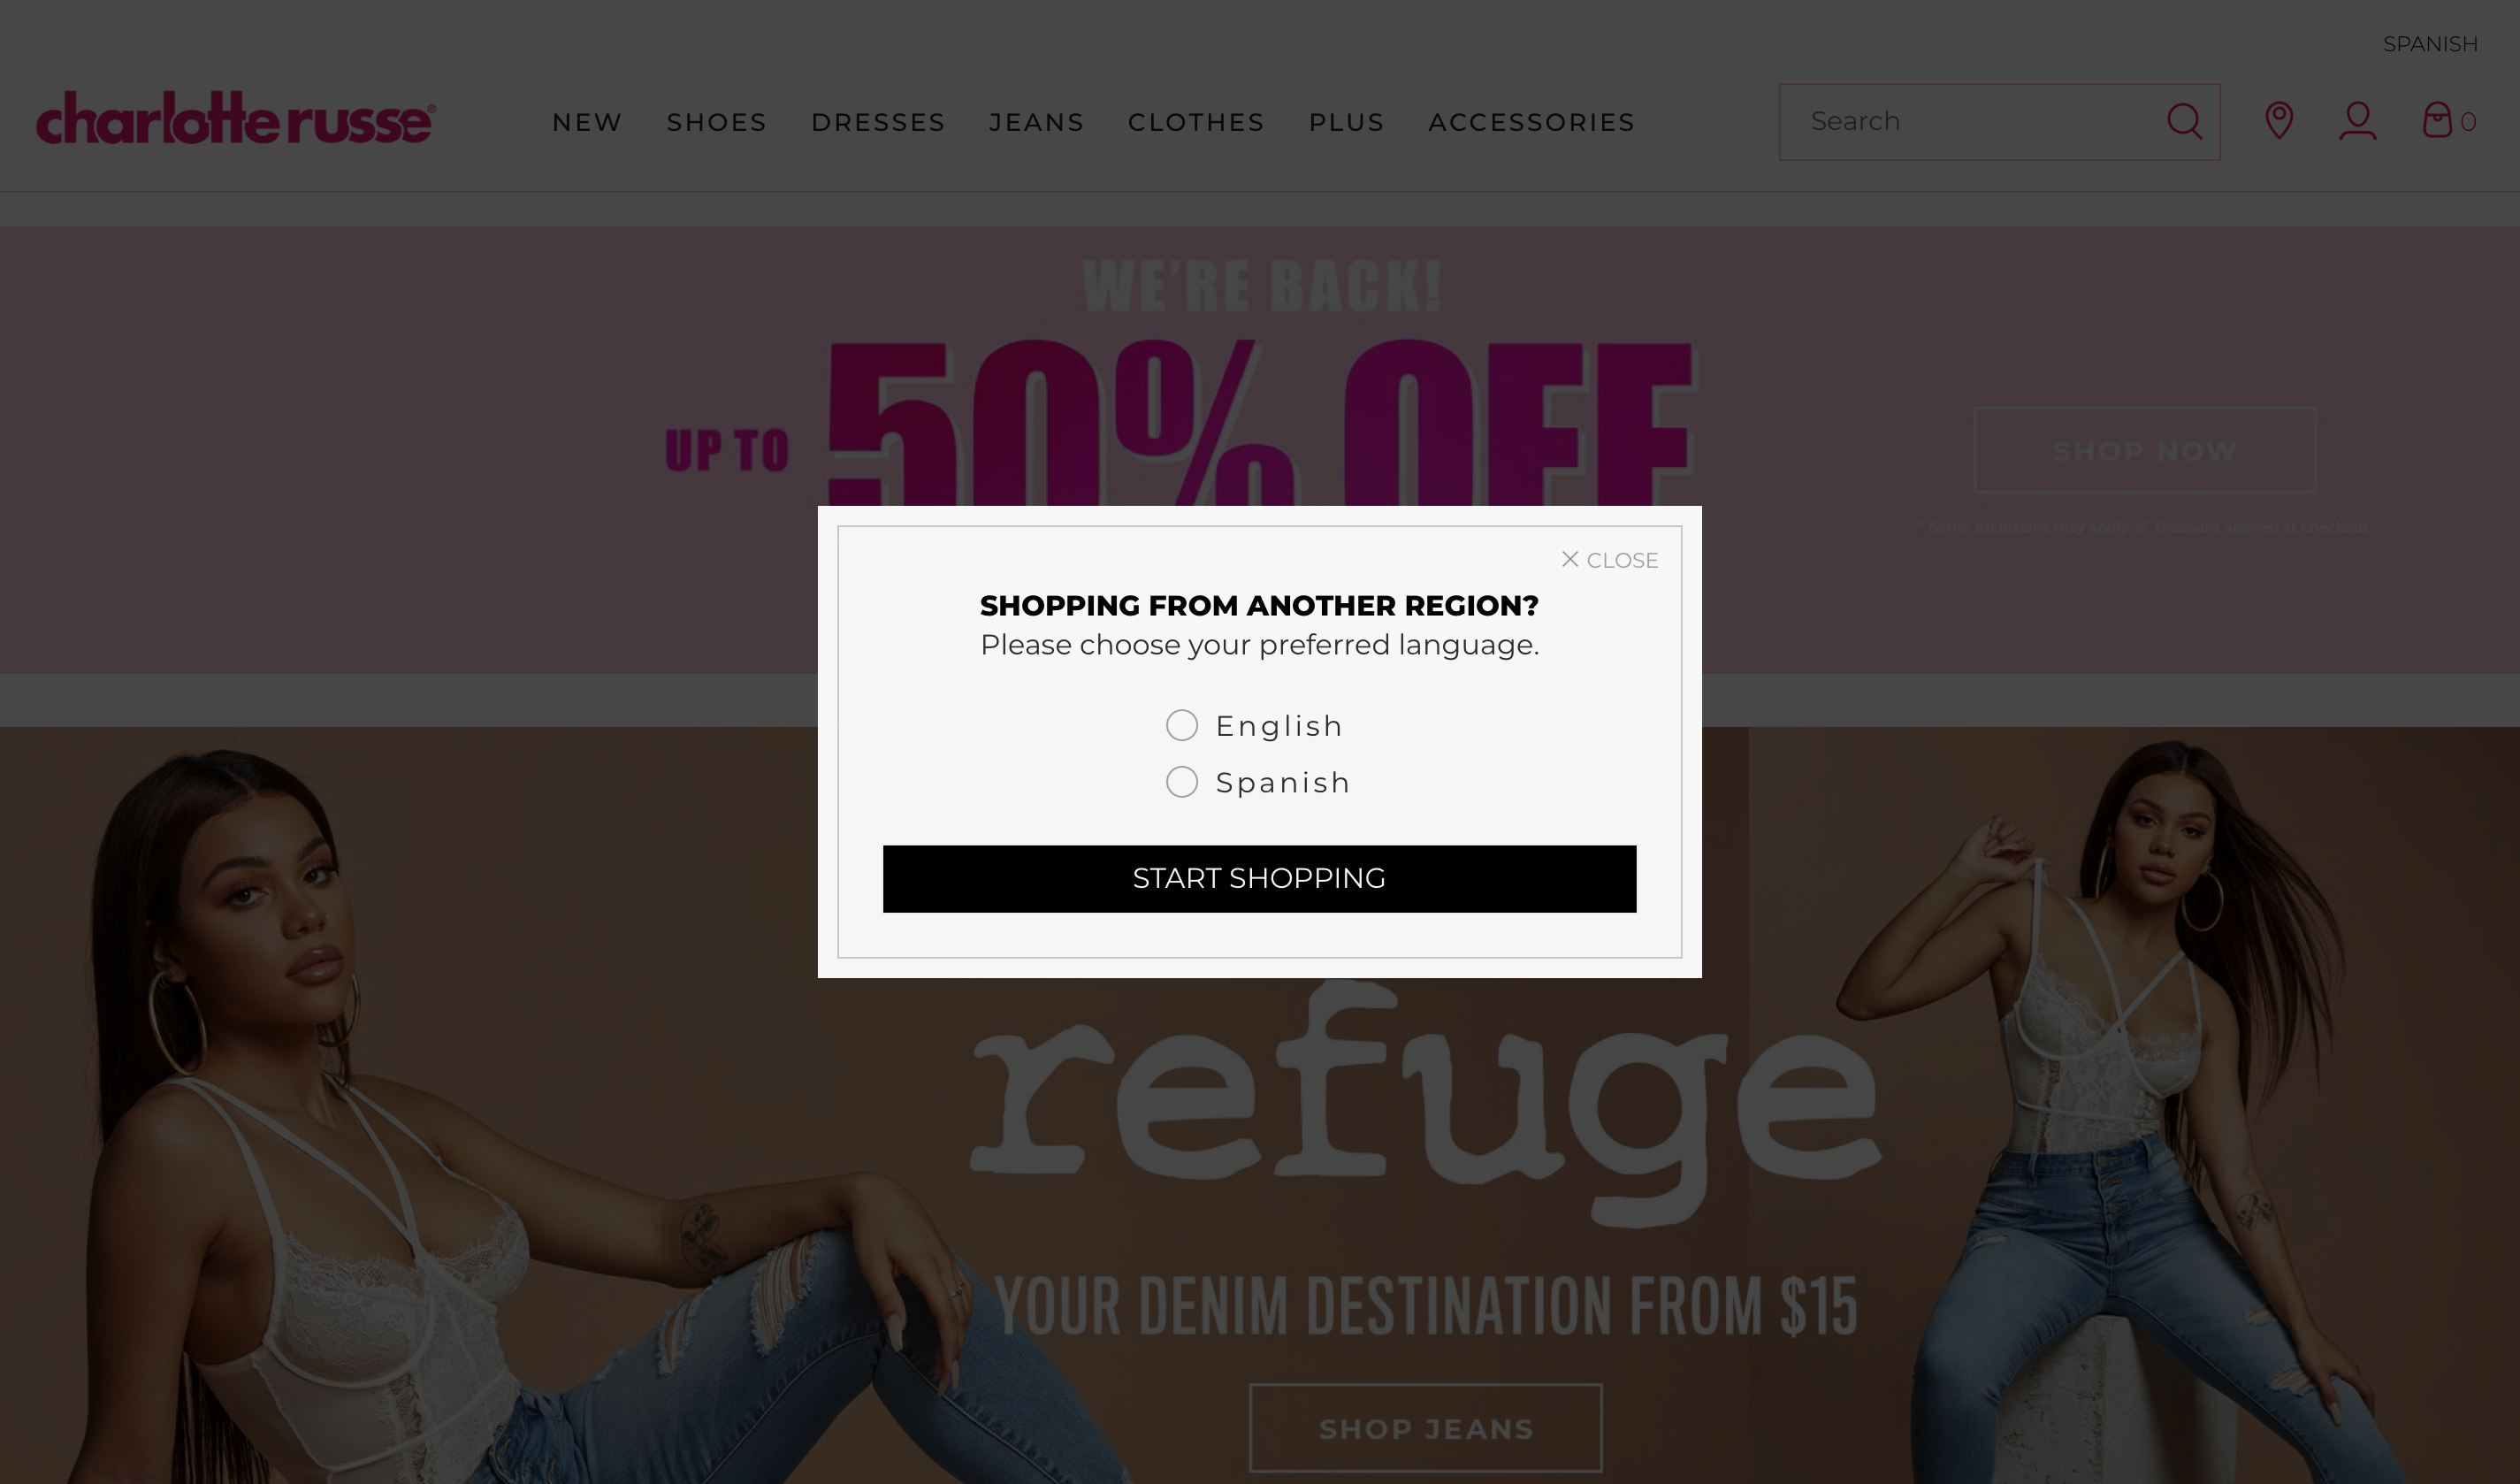 SPANISH
charlotte russe®
NEW SHOES DRESSES JEANS CLOTHES PLUS ACCESSORIES
Search
0
WE'RE BACK!
UP TO 50% OFF
SHOP NOW
* Some exclusions may apply // Discount applied at checkout.
CLOSE
SHOPPING FROM ANOTHER REGION?
Please choose your preferred language.
English
Spanish
START SHOPPING
refuge
YOUR DENIM DESTINATION FROM $15
SHOP JEANS